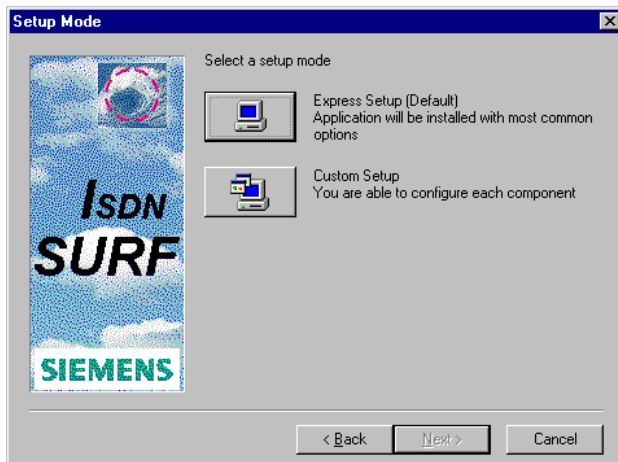 Setup Mode
Select a setup mode
Express Setup (Default)
Application will be installed with most common
options
Custom Setup
You are able to configure each component
ISDN
SURF
SIEMENS
< Back
Next >
Cancel